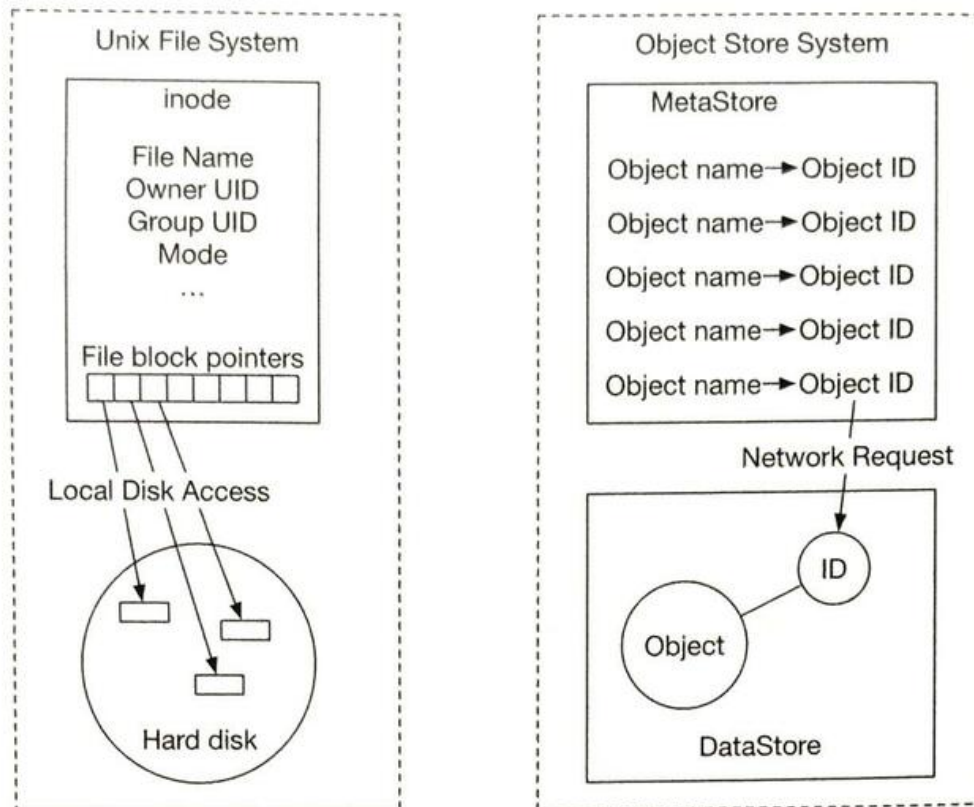 Unix File System
inode
File Name
Owner UID
Group UID
Mode
...
File block pointers
Local Disk Access
Hard disk
Object Store System
MetaStore
Object name Object ID
Object name Object ID
Object name Object ID
Object name Object ID
Object name Object ID
Network Request
ID
Object
DataStore